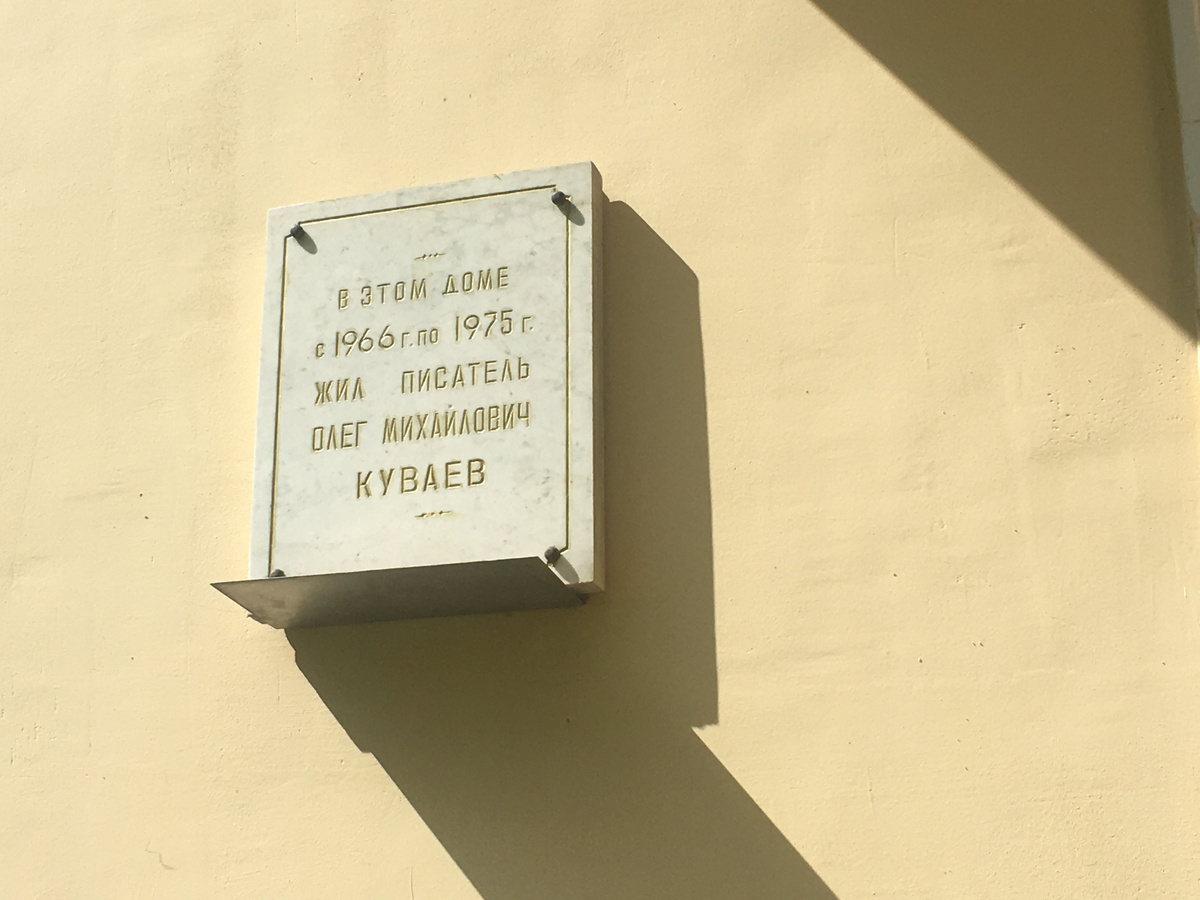 В ЭТОМ ДОМЕ
с 1966 г. по 1975 г.
ЖИЛ ПИСАТЕЛЬ
ОЛЕГ МИХАЙЛОВИЧ
КУВАЕВ